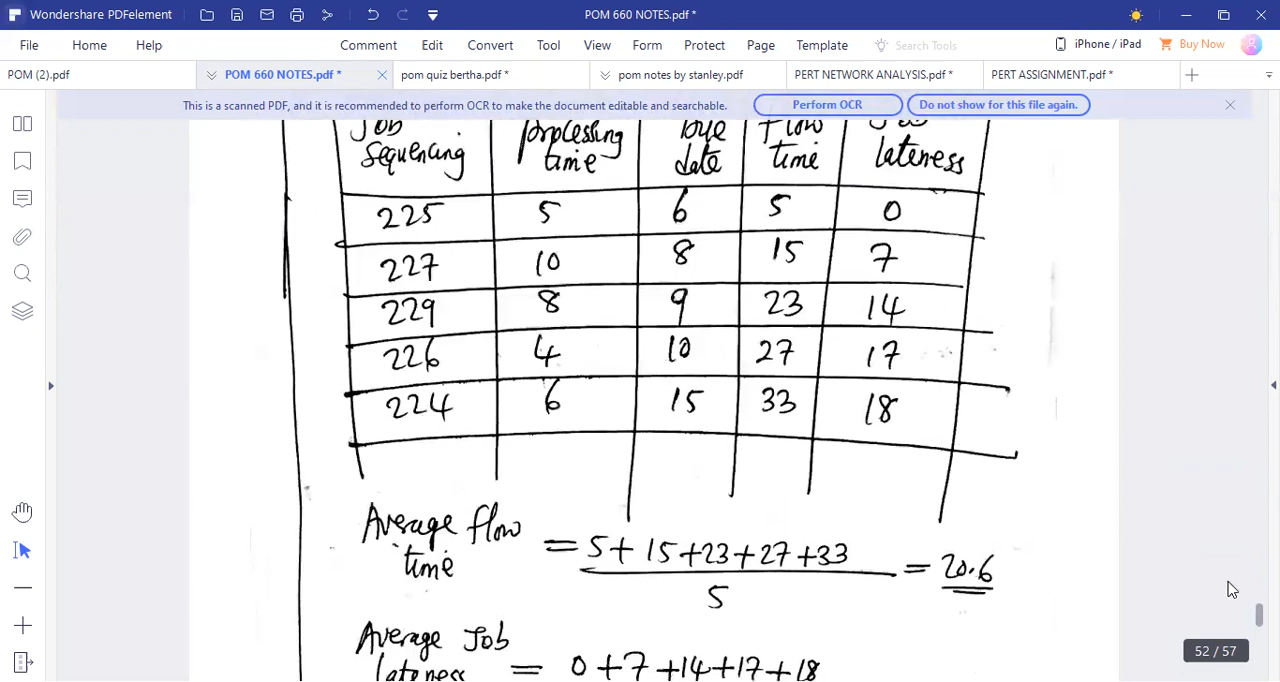 Wondershare PDFelement
POM 660 NOTES.pdf *
File Home Help Comment Edit Convert Tool View Form Protect Page Template Search Tools iPhone / iPad Buy Now
POM (2).pdf POM 660 NOTES.pdf * pom quiz bertha.pdf * pom notes by stanley.pdf PERT NETWORK ANALYSIS.pdf * PERT ASSIGNMENT.pdf *
This is a scanned PDF, and it is recommended to perform OCR to make the document editable and searchable. Perform OCR Do not show for this file again.
Job processing Due flow Job
sequencing time date time lateness
225 5 6 5 0
227 10 8 15 7
229 8 9 23 14
226 4 10 27 17
224 6 15 33 18
Average flow
time = 5 + 15 + 23 + 27 + 33 = 20.6
5
52 / 57
Average Job
lateness = 0 + 7 + 14 + 17 + 18